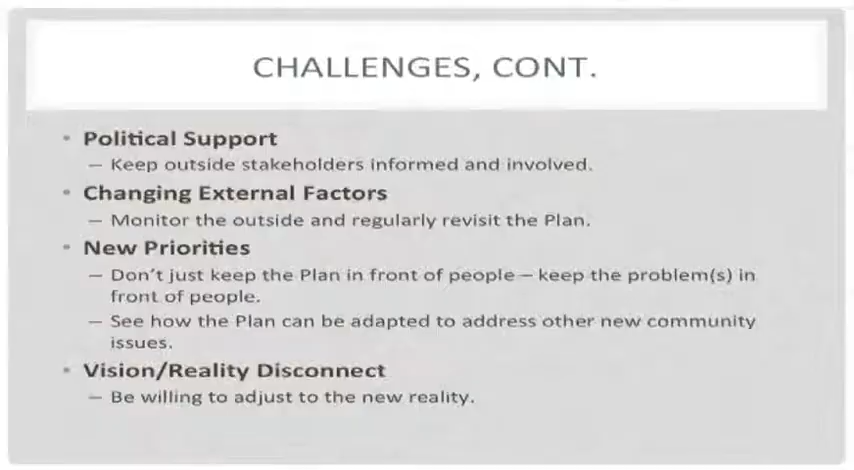 CHALLENGES, CONT.
• Political Support
– Keep outside stakeholders informed and involved.
• Changing External Factors
– Monitor the outside and regularly revisit the Plan.
• New Priorities
– Don't just keep the Plan in front of people – keep the problem(s) in
front of people.
– See how the Plan can be adapted to address other new community
issues.
• Vision/Reality Disconnect
– Be willing to adjust to the new reality.